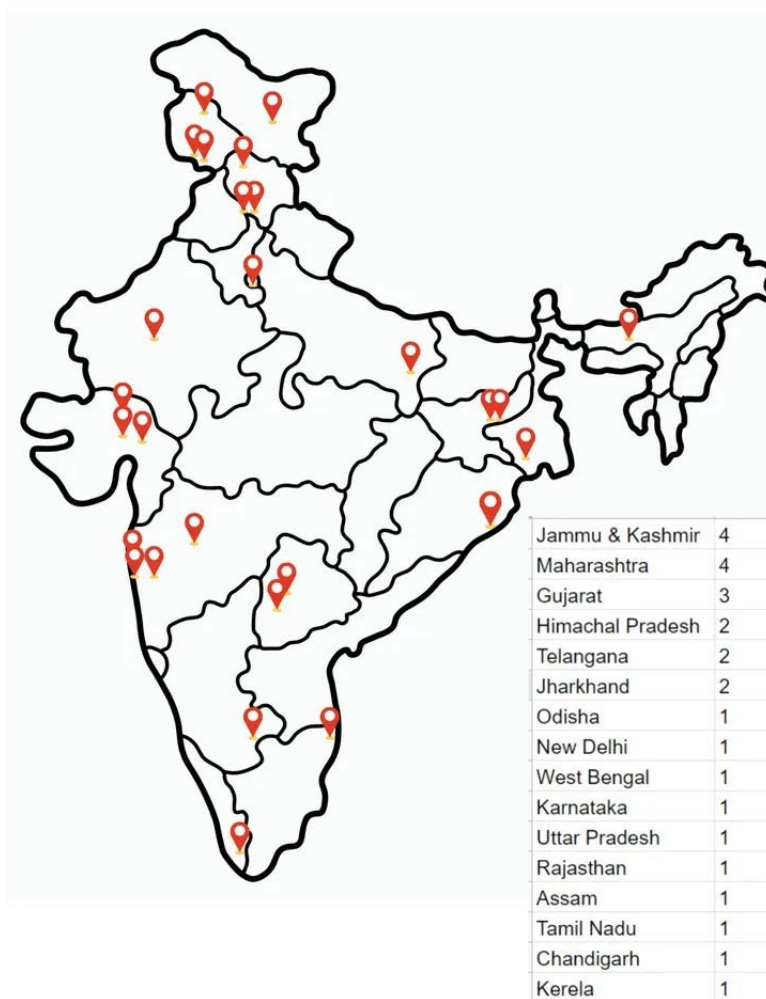 Jammu & Kashmir 4
Maharashtra 4
Gujarat 3
Himachal Pradesh 2
Telangana 2
Jharkhand 2
Odisha 1
New Delhi 1
West Bengal 1
Karnataka 1
Uttar Pradesh 1
Rajasthan 1
Assam 1
Tamil Nadu 1
Chandigarh 1
Kerela 1